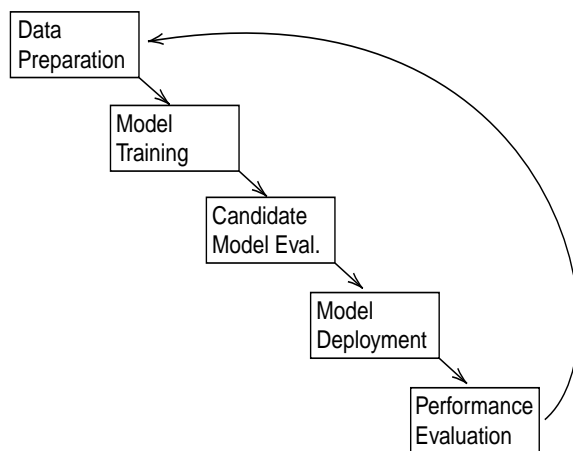 Data
Preparation
Model
Training
Candidate
Model Eval.
Model
Deployment
Performance
Evaluation